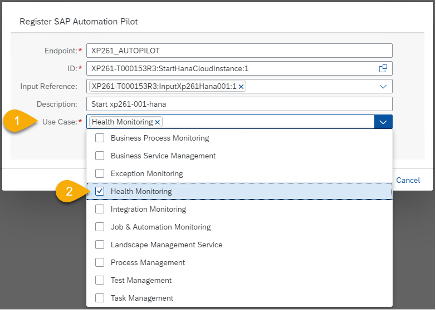 Register SAP Automation Pilot
Endpoint:* XP261_AUTOPILOT
ID:* XP261-T000153R3:StartHanaCloudInstance:1
Input Reference: XP261-T000153R3:InputXp261Hana001:1 ×
Description: Start xp261-001-hana
1 Use Case:* Health Monitoring ×
Business Process Monitoring
Business Service Management
Exception Monitoring
2 Health Monitoring
Cancel
Integration Monitoring
Job & Automation Monitoring
Landscape Management Service
Process Management
Test Management
Task Management